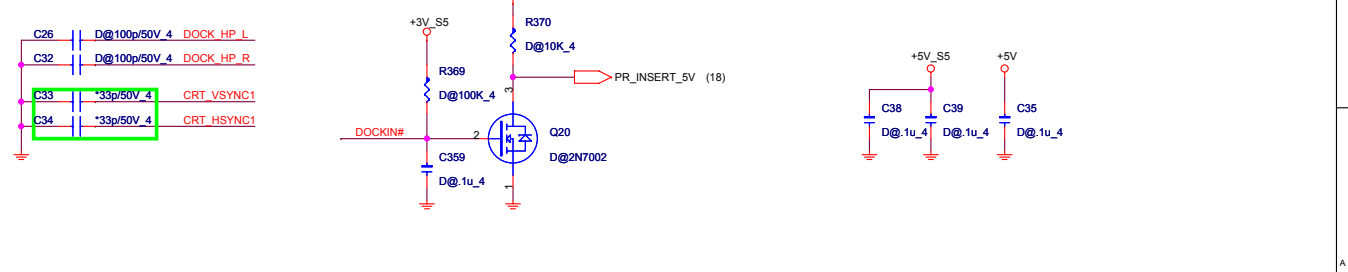 C26 D@100p/50V_4 DOCK_HP_L
C32 D@100p/50V_4 DOCK_HP_R
C33 *33p/50V_4 CRT_VSYNC1
C34 *33p/50V_4 CRT_HSYNC1
+3V_S5
R370
D@10K_4
R369
D@100K_4
PR_INSERT_5V (18)
3
DOCKIN#
2
Q20
D@2N7002
1
C359
D@.1u_4
+5V_S5 +5V
C38 C39 C35
D@.1u_4 D@.1u_4 D@.1u_4
A